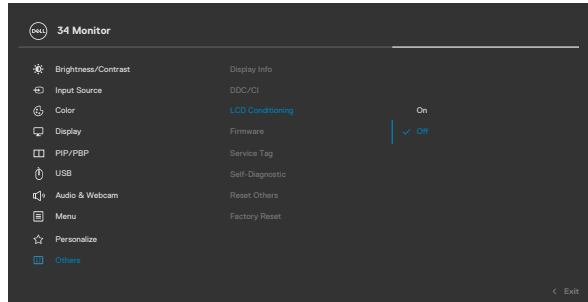 DELL 34 Monitor
Brightness/Contrast
Input Source
Color
Display
PIP/PBP
USB
Audio & Webcam
Menu
Personalize
Others
Display Info
DDC/CI
LCD Conditioning
Firmware
Service Tag
Self-Diagnostic
Reset Others
Factory Reset
On
Off
Exit